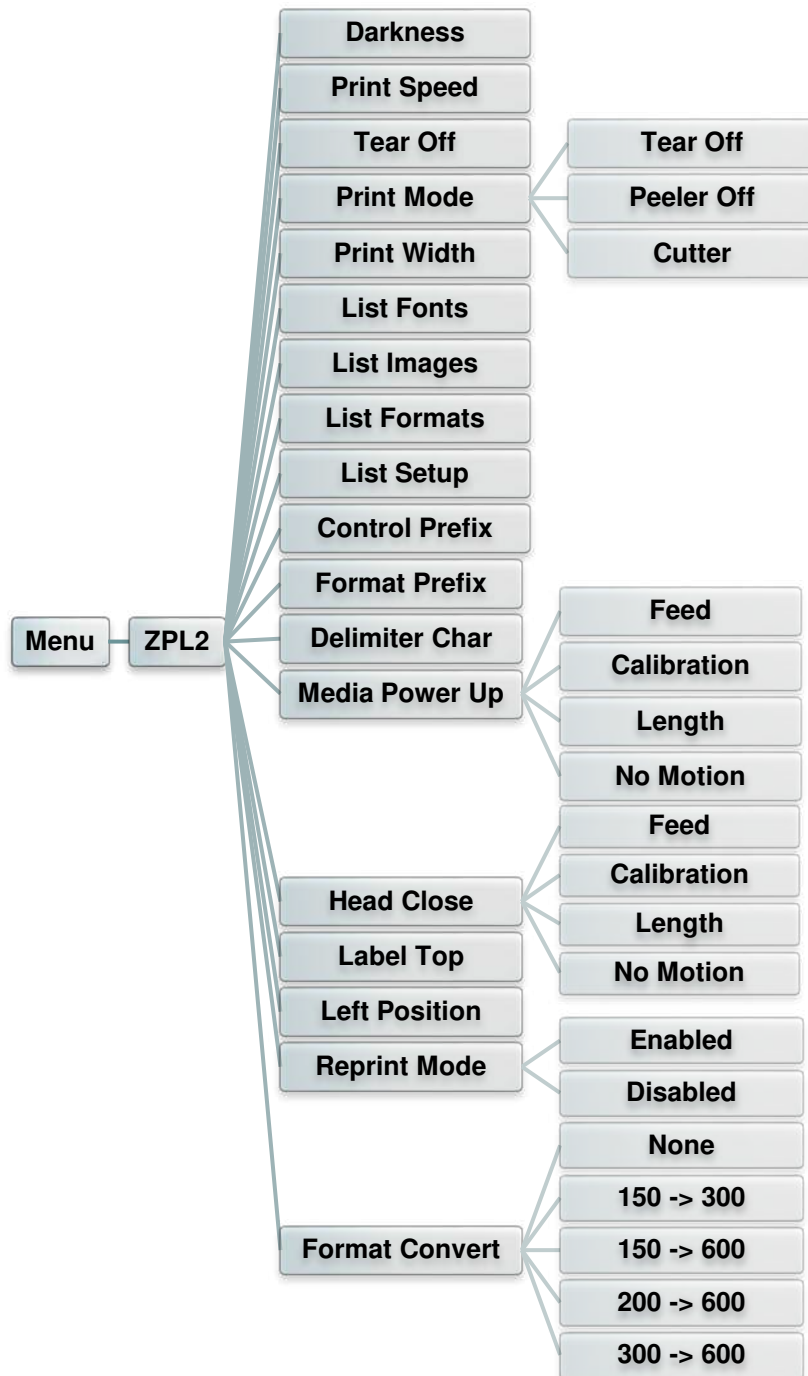 Menu
ZPL2
Darkness
Print Speed
Tear Off
Print Mode
Tear Off
Peeler Off
Cutter
Print Width
List Fonts
List Images
List Formats
List Setup
Control Prefix
Format Prefix
Delimiter Char
Media Power Up
Feed
Calibration
Length
No Motion
Head Close
Feed
Calibration
Length
No Motion
Label Top
Left Position
Reprint Mode
Enabled
Disabled
Format Convert
None
150 -> 300
150 -> 600
200 -> 600
300 -> 600